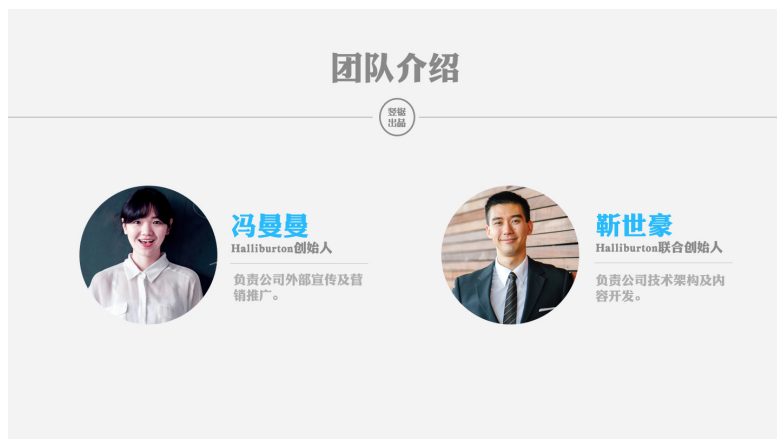 团队介绍
竖锯
出品
冯曼曼
Halliburton创始人
负责公司外部宣传及营
销推广。
靳世豪
Halliburton联合创始人
负责公司技术架构及内
容开发。